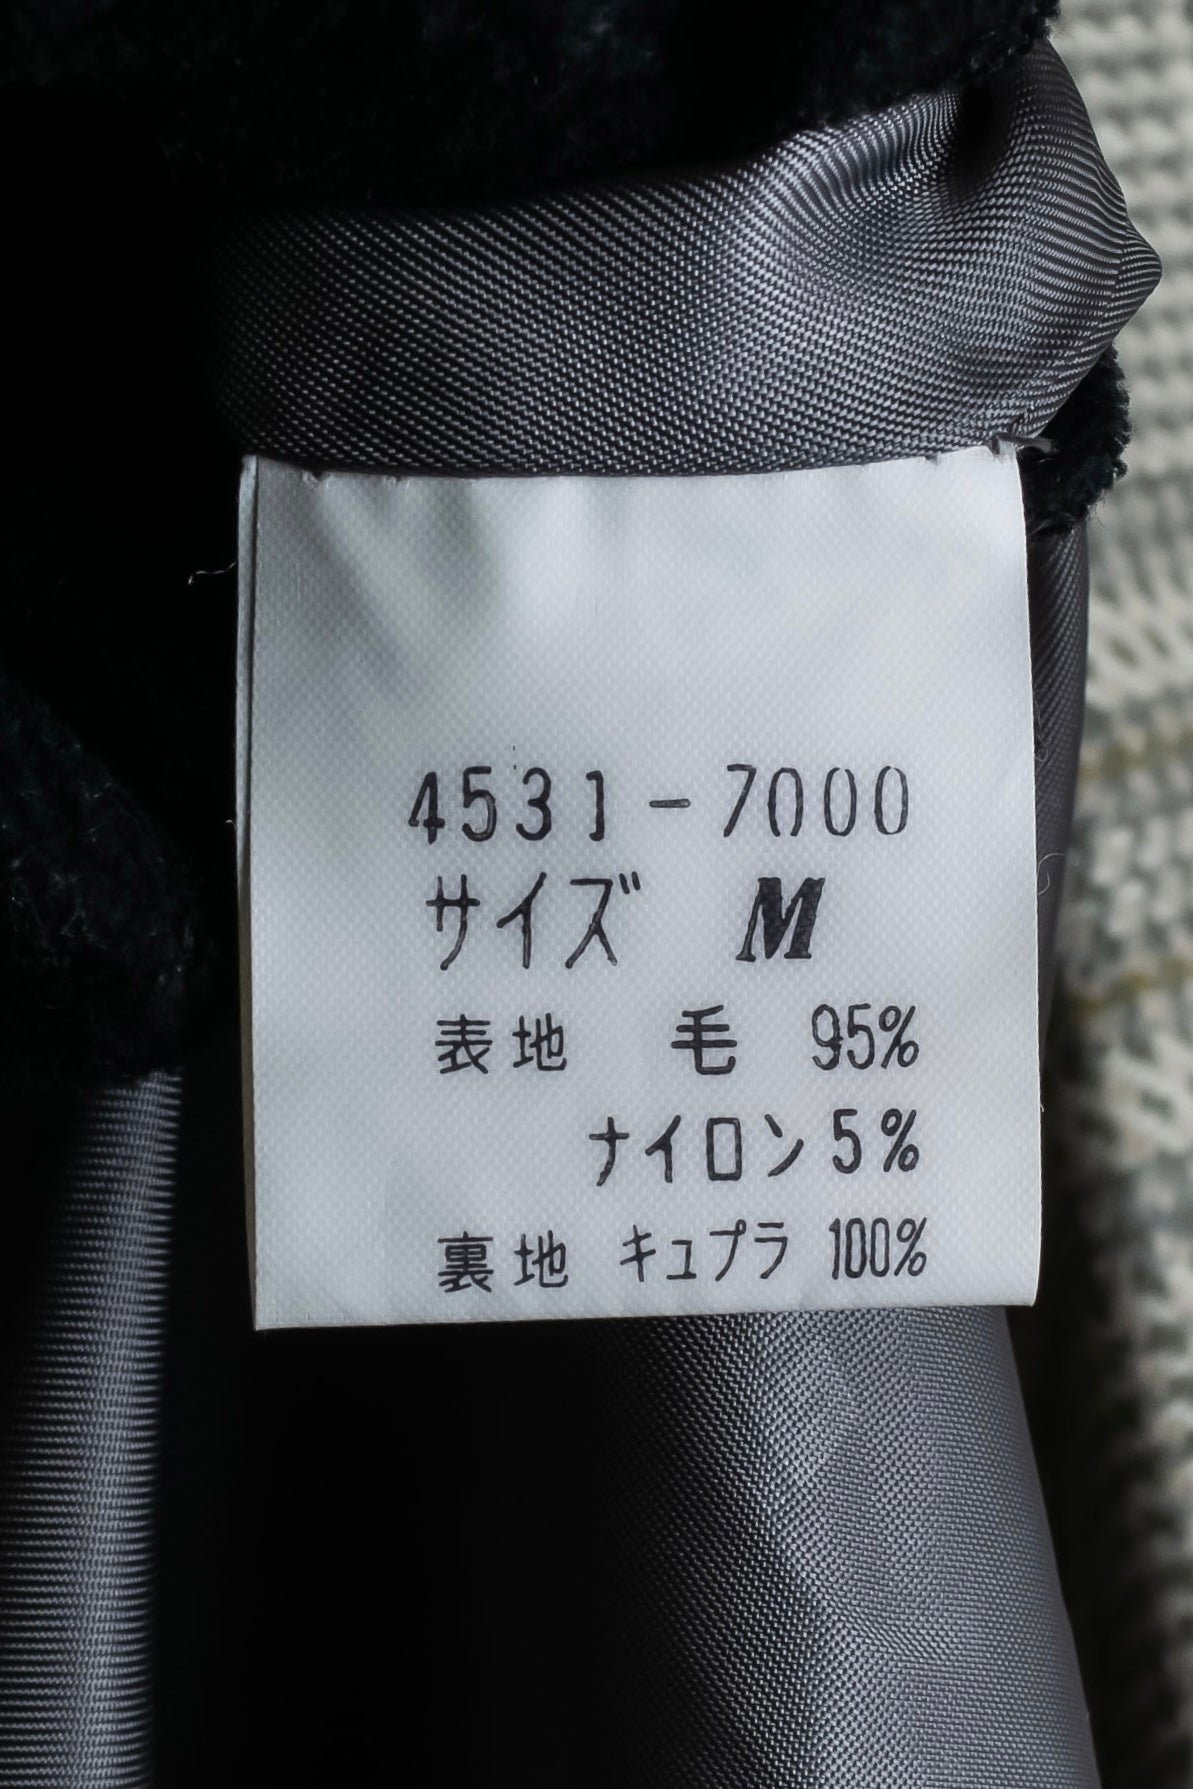 4531-7000
サイズ M
表地 毛 95%
ナイロン 5%
裏地 キュプラ 100%